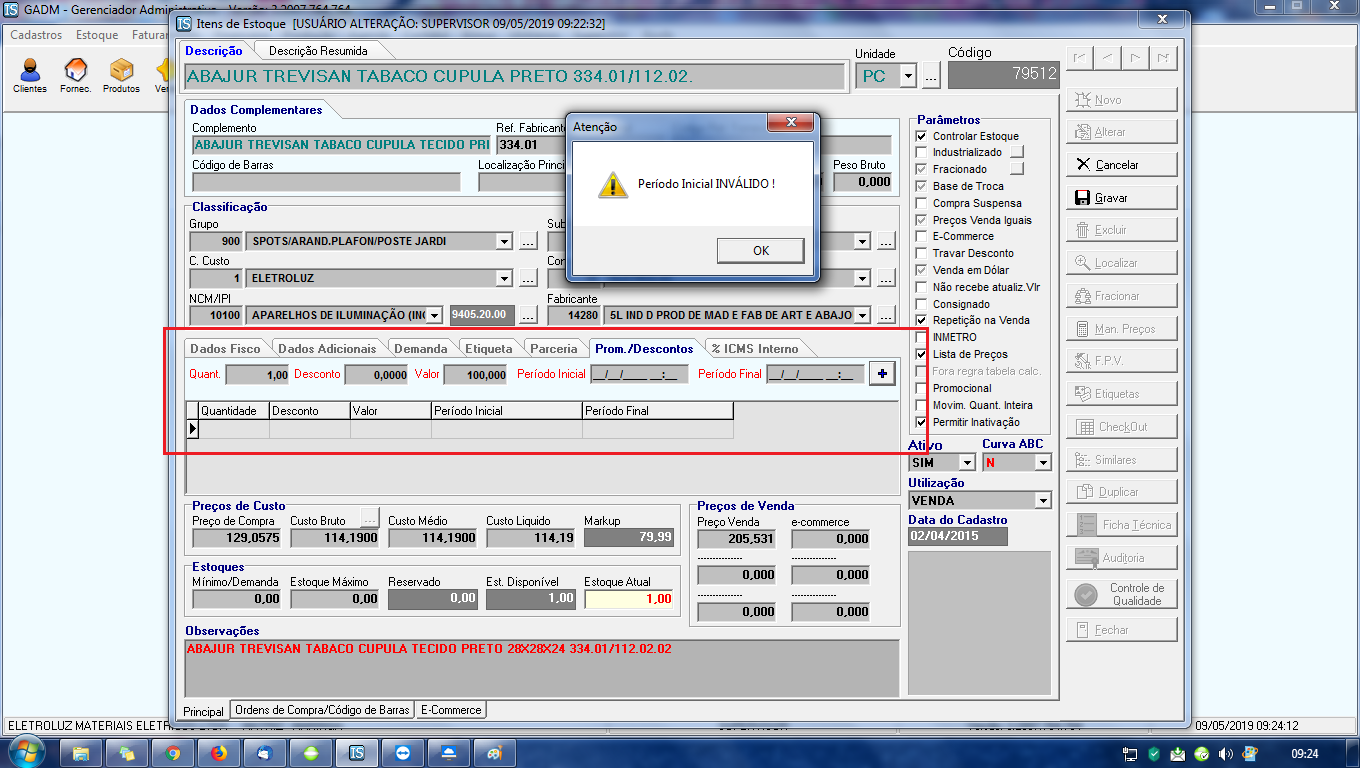 GADM - Gerenciador Administrativo - Versão: 3.2007.764.764
Itens de Estoque [USUÁRIO ALTERAÇÃO: SUPERVISOR 09/05/2019 09:22:32]
Cadastros Estoque Faturar
Clientes Fornec. Produtos Ver
Descrição Descrição Resumida
Unidade Código
ABAJUR TREVISAN TABACO CUPULA PRETO 334.01/112.02. PC ... 79512
Dados Complementares
Complemento Ref. Fabricante
ABAJUR TREVISAN TABACO CUPULA TECIDO PRI 334.01
Código de Barras Localização Princi Peso Bruto
0,000
Atenção
Período Inicial INVÁLIDO !
OK
Classificação
Grupo Sub
900 SPOTS/ARAND.PLAFON/POSTE JARDI ... ...
C. Custo Con
1 ELETROLUZ ... ...
NCM/IPI Fabricante
10100 APARELHOS DE ILUMINAÇÃO (IN 9405.20.00 ... 14280 5L IND D PROD DE MAD E FAB DE ART E ABAJO ...
Dados Fisco Dados Adicionais Demanda Etiqueta Parceria Prom./Descontos % ICMS Interno
Quant. 1,00 Desconto 0,0000 Valor 100,000 Período Inicial __/__/____ __:__ Período Final __/__/____ __:__ +
Quantidade Desconto Valor Período Inicial Período Final
Preços de Custo
Preço de Compra Custo Bruto ... Custo Médio Custo Liquido Markup
129,0575 114,1900 114,1900 114,19 79,99
Estoques
Mínimo/Demanda Estoque Máximo Reservado Est. Disponível Estoque Atual
0,00 0,00 0,00 1,00 1,00
Preços de Venda
Preço Venda e-commerce
205,531 0,000
--------------- ---------------
0,000 0,000
--------------- ---------------
0,000 0,000
Observações
ABAJUR TREVISAN TABACO CUPULA TECIDO PRETO 28X28X24 334.01/112.02.02
Principal Ordens de Compra/Código de Barras E-Commerce
Parâmetros
Controlar Estoque
Industrializado
Fracionado
Base de Troca
Compra Suspensa
Preços Venda Iguais
E-Commerce
Travar Desconto
Venda em Dólar
Não recebe atualiz.Vlr
Consignado
Repetição na Venda
INMETRO
Lista de Preços
Fora regra tabela calc.
Promocional
Movim. Quant. Inteira
Permitir Inativação
Ativo Curva ABC
SIM N
Utilização
VENDA
Data do Cadastro
02/04/2015
Novo
Alterar
Cancelar
Gravar
Excluir
Localizar
Fracionar
Man. Preços
F.P.V.
Etiquetas
CheckOut
Similares
Duplicar
Ficha Técnica
Auditoria
Controle de
Qualidade
Fechar
ELETROLUZ MATERIAIS 09/05/2019 09:24:12
IS 09:24